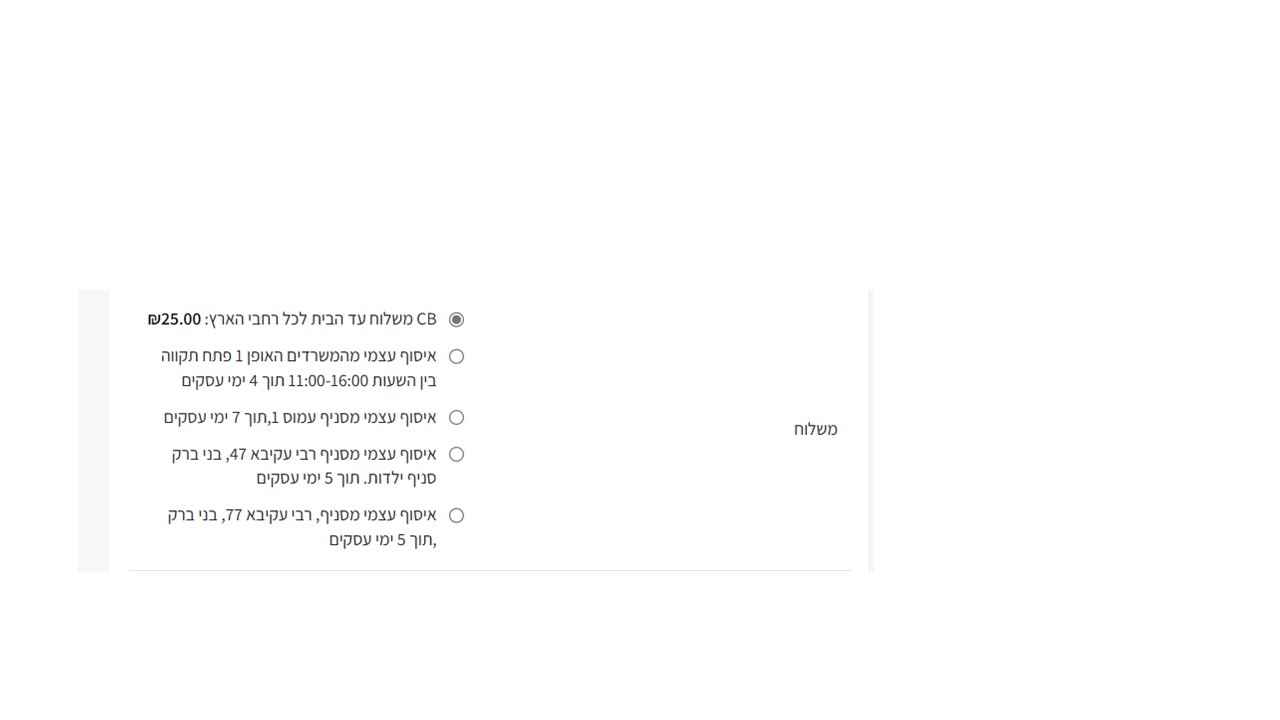 משלוח
CB משלוח עד הבית לכל רחבי הארץ: ₪25.00
איסוף עצמי מהמשרדים האופן 1 פתח תקווה
בין השעות 11:00-16:00 תוך 4 ימי עסקים
איסוף עצמי מסניף עמוס 1,תוך 7 ימי עסקים
איסוף עצמי מסניף רבי עקיבא 47, בני ברק
סניף ילדות. תוך 5 ימי עסקים
איסוף עצמי מסניף, רבי עקיבא 77, בני ברק
,תוך 5 ימי עסקים